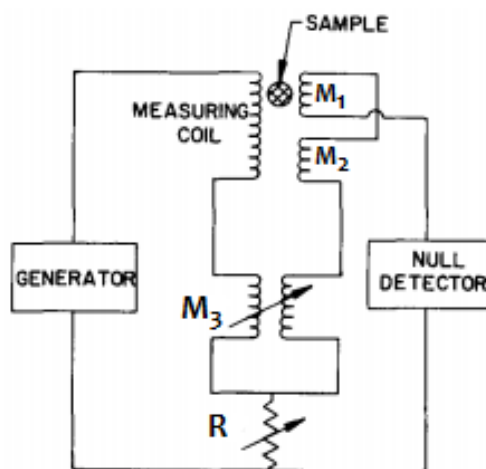 SAMPLE
MEASURING
COIL
M1
M2
GENERATOR
NULL
DETECTOR
M3
R